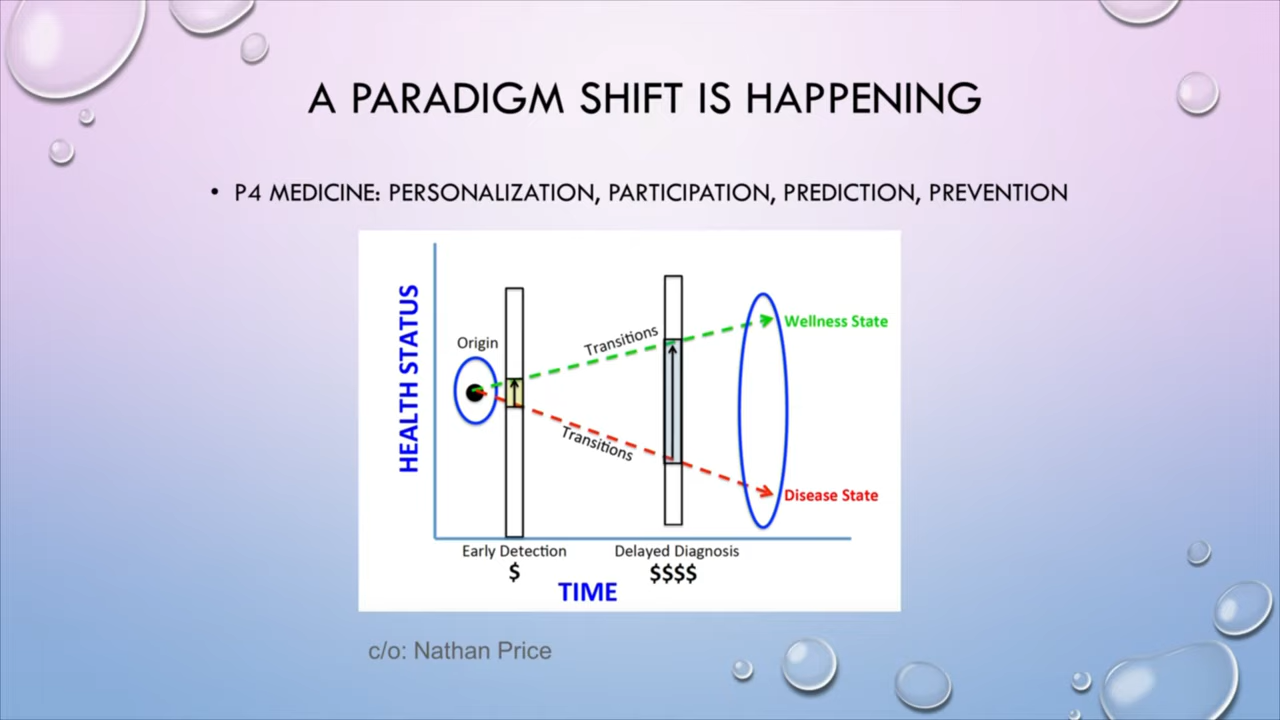 A PARADIGM SHIFT IS HAPPENING
• P4 MEDICINE: PERSONALIZATION, PARTICIPATION, PREDICTION, PREVENTION
HEALTH STATUS
Origin
Transitions
Wellness State
Transitions
Disease State
Early Detection
$
Delayed Diagnosis
$$$$
TIME
c/o: Nathan Price